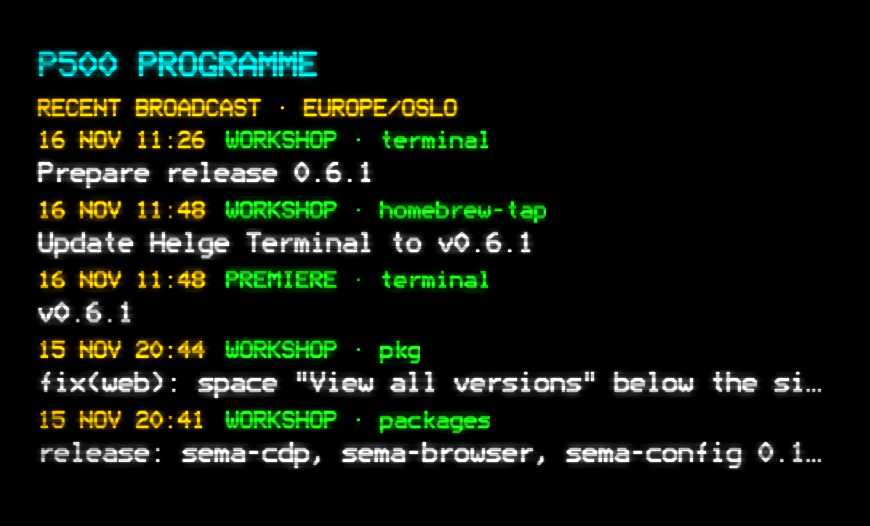 P500 PROGRAMME
RECENT BROADCAST · EUROPE/OSLO
16 NOV 11:26 WORKSHOP · terminal
Prepare release 0.6.1
16 NOV 11:48 WORKSHOP · homebrew-tap
Update Helge Terminal to v0.6.1
16 NOV 11:48 PREMIERE · terminal
v0.6.1
15 NOV 20:44 WORKSHOP · pkg
fix(web): space "View all versions" below the si…
15 NOV 20:41 WORKSHOP · packages
release: sema-cdp, sema-browser, sema-config 0.1…